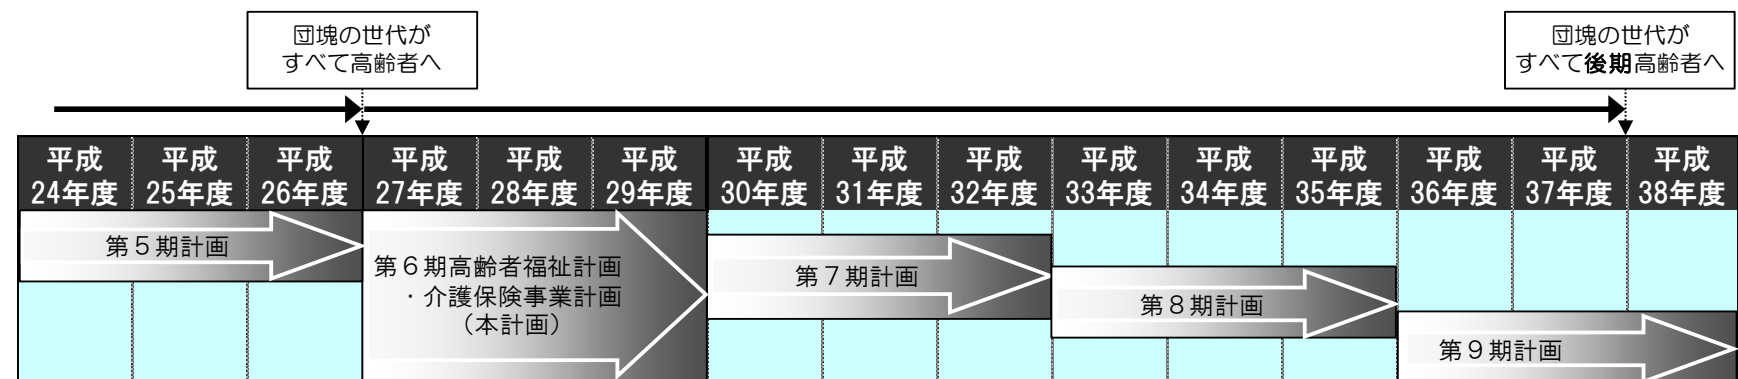 団塊の世代が
すべて高齢者へ
団塊の世代が
すべて後期高齢者へ
平成
24年度
平成
25年度
平成
26年度
平成
27年度
平成
28年度
平成
29年度
平成
30年度
平成
31年度
平成
32年度
平成
33年度
平成
34年度
平成
35年度
平成
36年度
平成
37年度
平成
38年度
第5期計画
第6期高齢者福祉計画
・介護保険事業計画
（本計画）
第7期計画
第8期計画
第9期計画